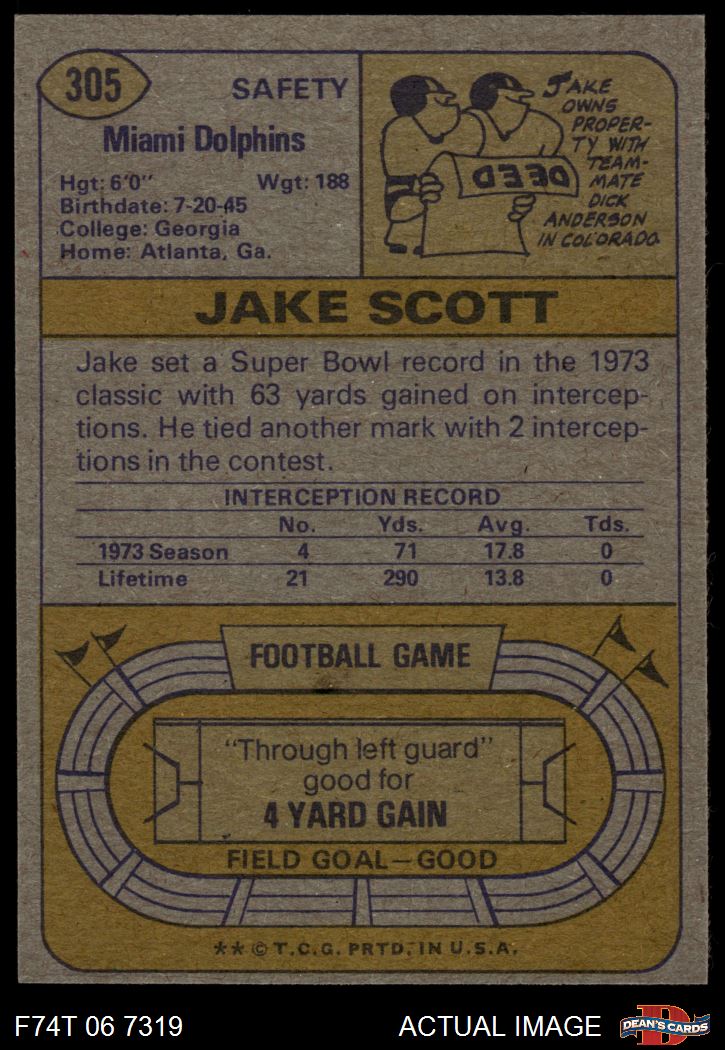 305
SAFETY
Miami Dolphins
Hgt: 6'0" Wgt: 188
Birthdate: 7-20-45
College: Georgia
Home: Atlanta, Ga.
JAKE
OWNS
PROPER-
TY WITH
TEAM-
MATE
DICK
ANDERSON
IN COLORADO.
DEED
JAKE SCOTT
Jake set a Super Bowl record in the 1973
classic with 63 yards gained on intercep-
tions. He tied another mark with 2 intercep-
tions in the contest.
INTERCEPTION RECORD
No. Yds. Avg. Tds.
1973 Season 4 71 17.8 0
Lifetime 21 290 13.8 0
FOOTBALL GAME
"Through left guard"
good for
4 YARD GAIN
FIELD GOAL—GOOD
** © T.C.G. PRTD. IN U.S.A.
F74T 06 7319 ACTUAL IMAGE
D
DEAN'S CARDS